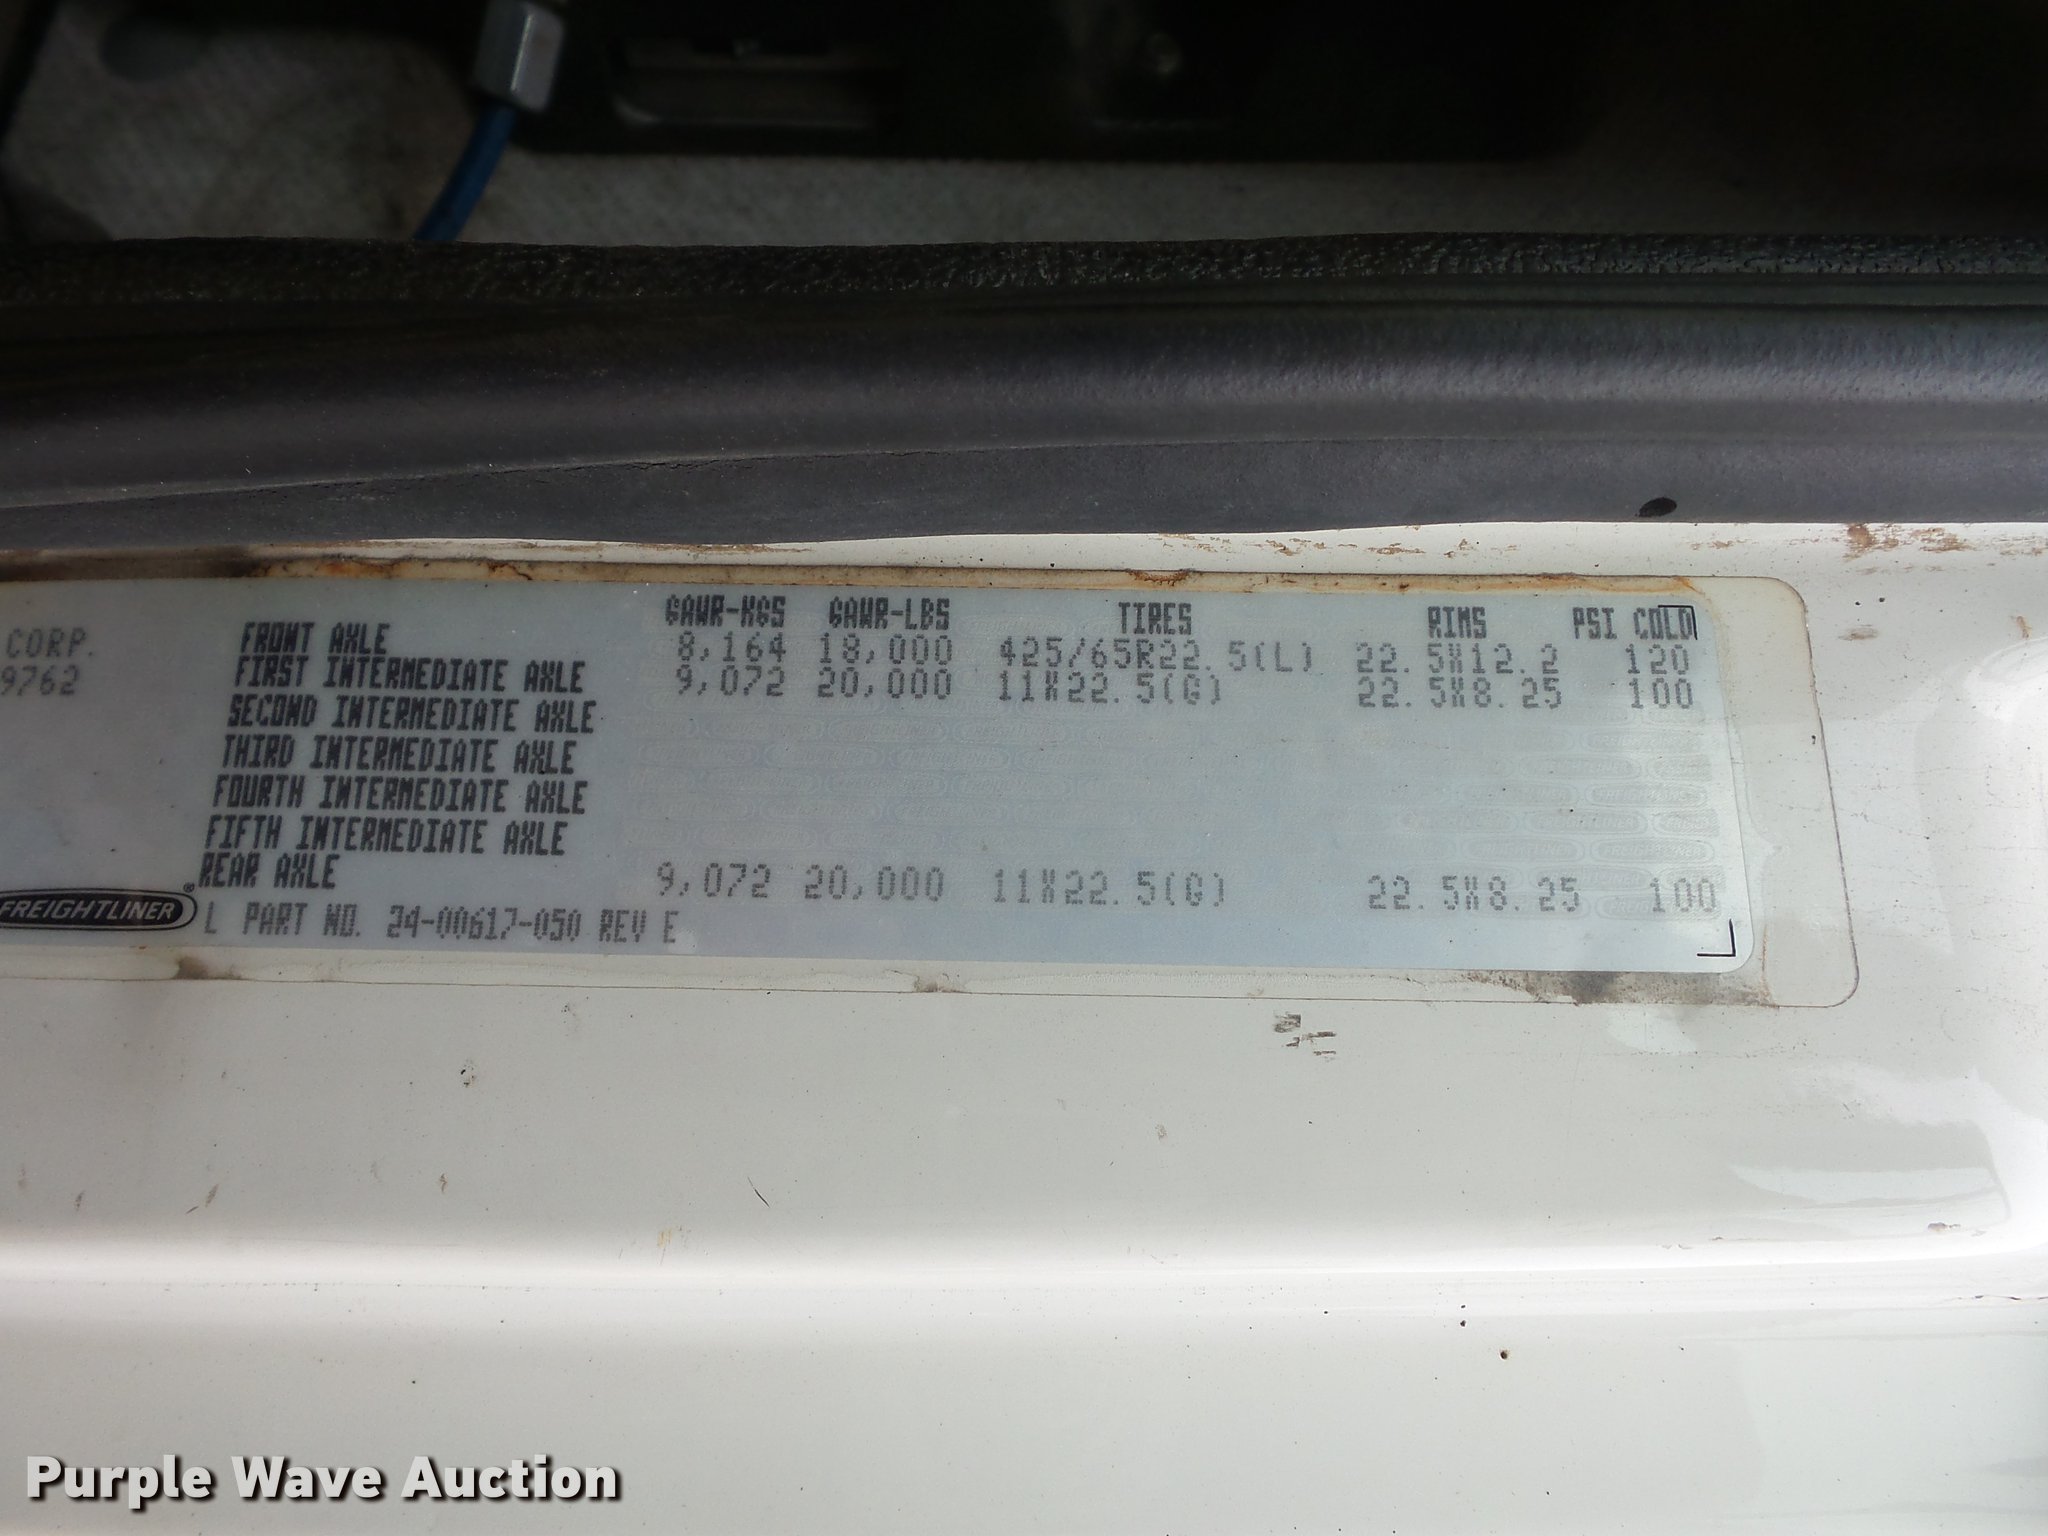 GAWR-KGS GAWR-LBS TIRES RIMS PSI COLD
CORP. FRONT AXLE 8,164 18,000 425/65R22.5(L) 22.5X12.2 120
9762 FIRST INTERMEDIATE AXLE 9,072 20,000 11X22.5(G) 22.5X8.25 100
SECOND INTERMEDIATE AXLE
THIRD INTERMEDIATE AXLE
FOURTH INTERMEDIATE AXLE
FIFTH INTERMEDIATE AXLE
REAR AXLE 9,072 20,000 11X22.5(G) 22.5X8.25 100
FREIGHTLINER® L PART NO. 24-00617-050 REV E
Purple Wave Auction